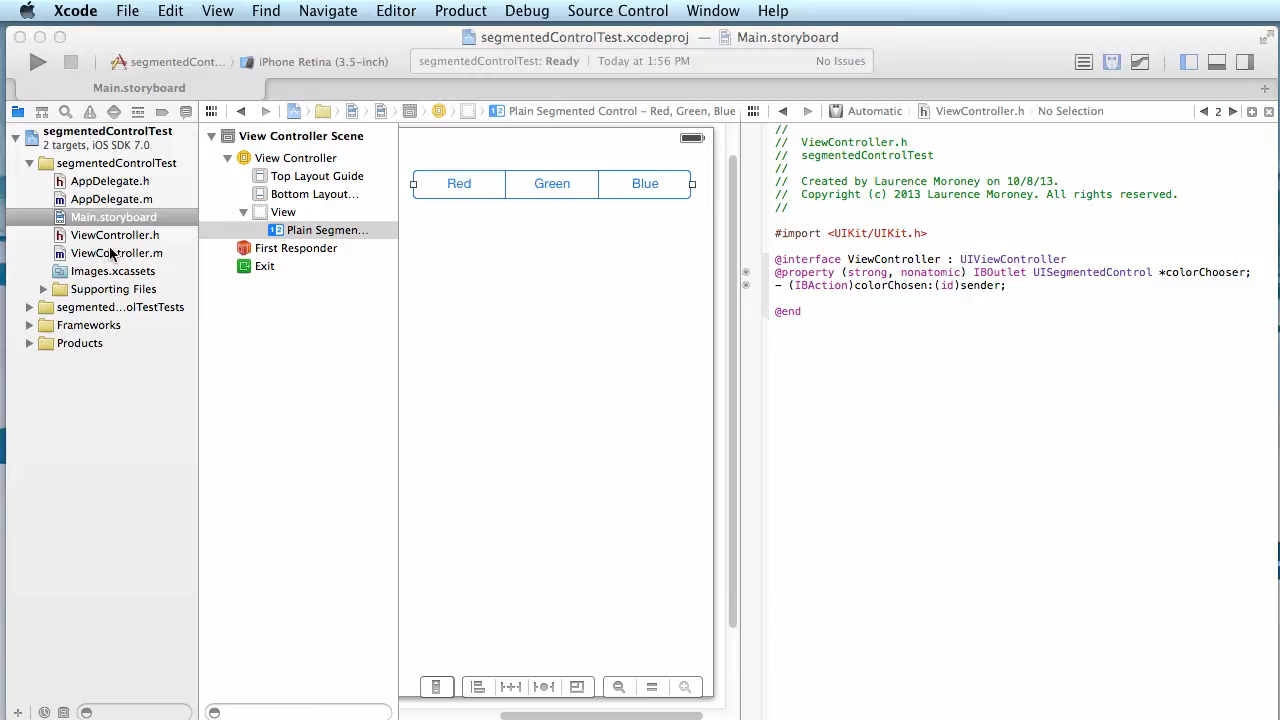 Xcode File Edit View Find Navigate Editor Product Debug Source Control Window Help
segmentedControlTest.xcodeproj — Main.storyboard
segmentedCont... iPhone Retina (3.5-inch) segmentedControlTest: Ready Today at 1:56 PM No Issues
Main.storyboard
Plain Segmented Control – Red, Green, Blue
Automatic ViewController.h No Selection 2
segmentedControlTest
2 targets, iOS SDK 7.0
segmentedControlTest
AppDelegate.h
AppDelegate.m
Main.storyboard
ViewController.h
ViewController.m
Images.xcassets
Supporting Files
segmented...olTestTests
Frameworks
Products
View Controller Scene
View Controller
Top Layout Guide
Bottom Layout...
View
Plain Segmen...
First Responder
Exit
Red Green Blue
//
// ViewController.h
// segmentedControlTest
//
// Created by Laurence Moroney on 10/8/13.
// Copyright (c) 2013 Laurence Moroney. All rights reserved.
//
#import <UIKit/UIKit.h>
@interface ViewController : UIViewController
@property (strong, nonatomic) IBOutlet UISegmentedControl *colorChooser;
- (IBAction)colorChosen:(id)sender;
@end